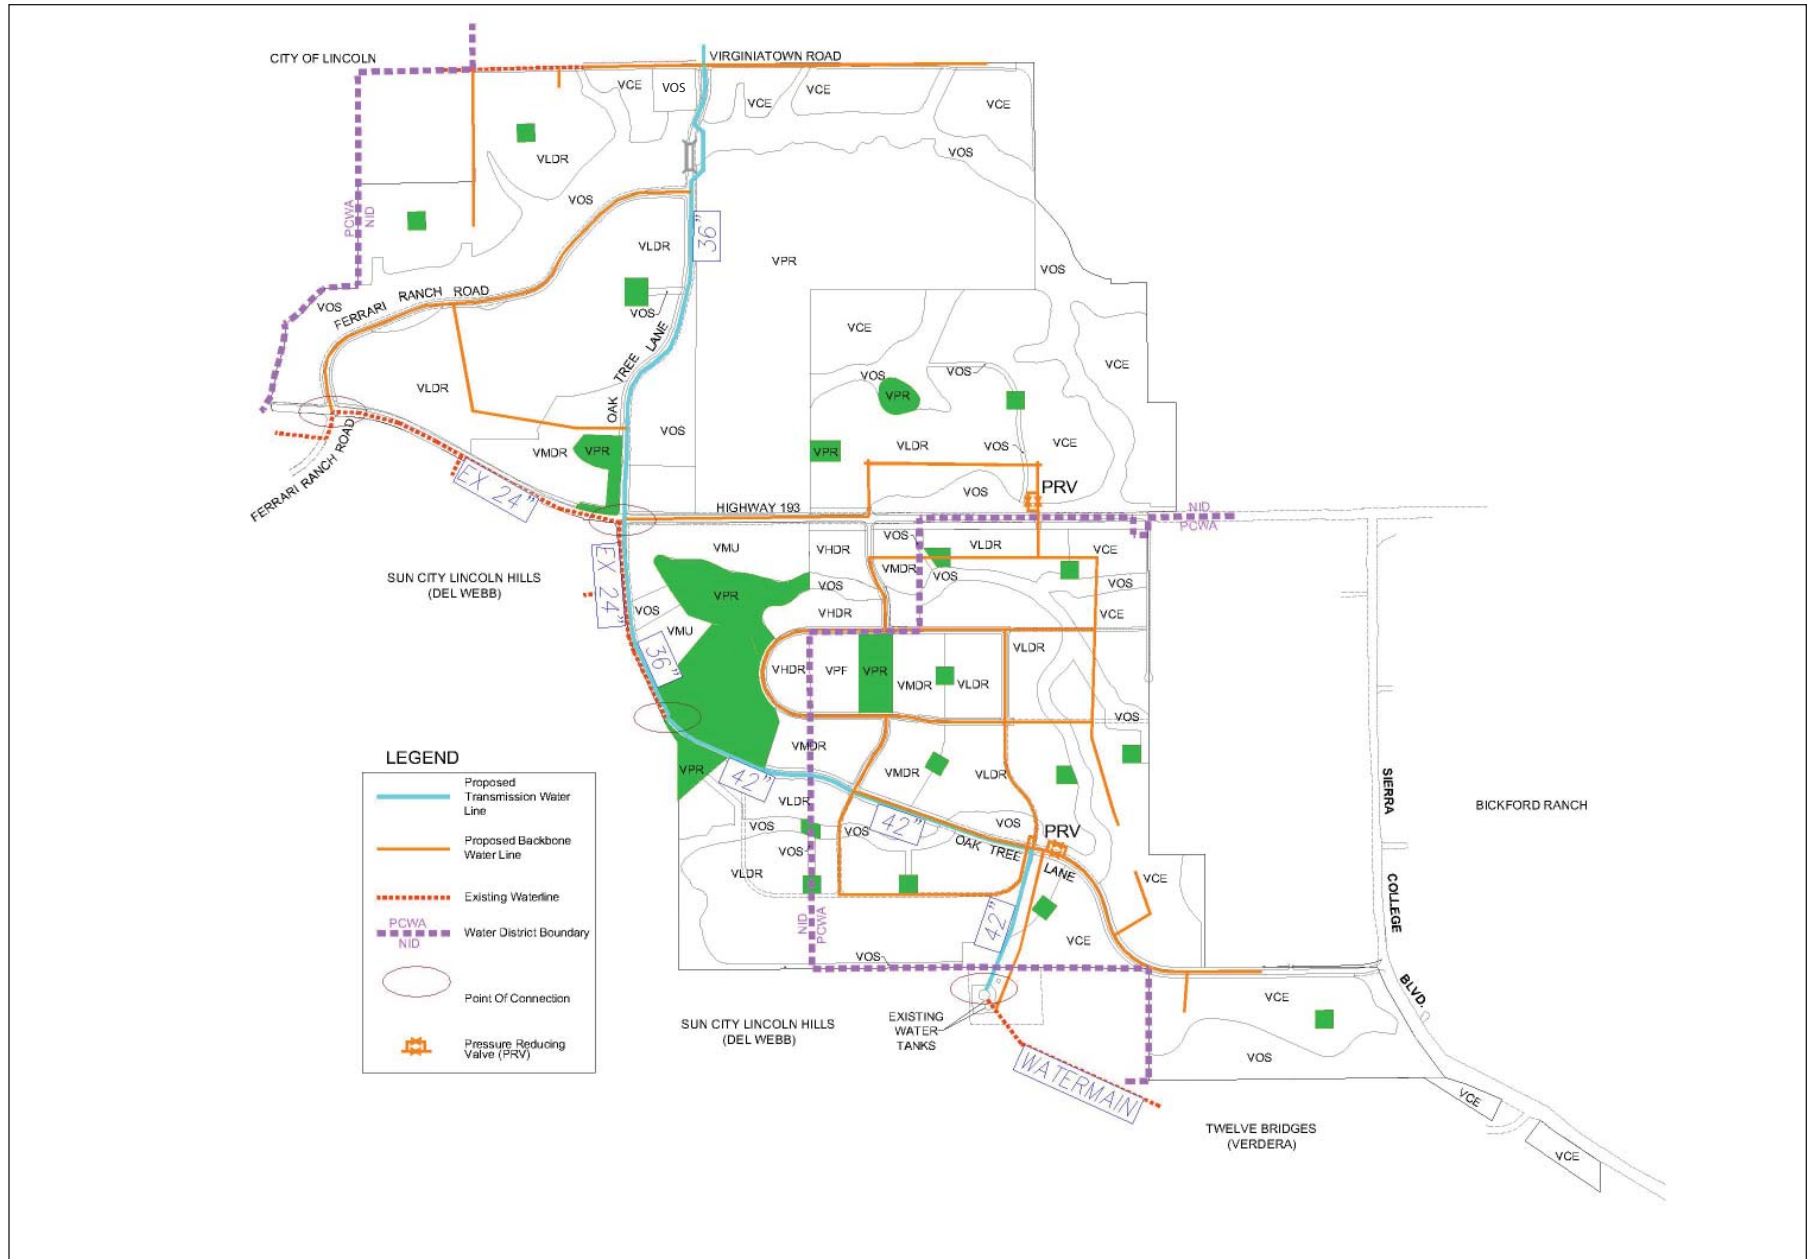 CITY OF LINCOLN
VIRGINIATOWN ROAD
VCE
VOS
VCE
VCE
VCE
VOS
VLDR
VOS
PCWA
NID
36"
VLDR
VPR
VOS
VOS
FERRARI RANCH ROAD
VOS
OAK TREE LANE
VCE
VCE
VOS
VOS
VPR
VLDR
VOS
VMDR
VPR
VPR
VLDR
VOS
VCE
FERRARI RANCH ROAD
EX 24"
VOS
PRV
HIGHWAY 193
NID
PCWA
VMU
VHDR
VOS
VLDR
VCE
VMDR
VOS
VOS
SUN CITY LINCOLN HILLS
(DEL WEBB)
EX 24"
VPR
VOS
VOS
VMU
VHDR
VCE
36"
VHDR
VPF
VPR
VMDR
VLDR
VLDR
VOS
VMDR
VPR
42"
VMDR
VLDR
VLDR
VOS
VOS
42"
VOS
PRV
OAK TREE LANE
VOS
VLDR
VCE
NID
PCWA
42"
VCE
VOS
SIERRA COLLEGE BLVD.
BICKFORD RANCH
EXISTING
WATER
TANKS
SUN CITY LINCOLN HILLS
(DEL WEBB)
VCE
VOS
WATERMAIN
VCE
TWELVE BRIDGES
(VERDERA)
VCE
LEGEND
Proposed
Transmission Water
Line
Proposed Backbone
Water Line
Existing Waterline
PCWA
NID
Water District Boundary
Point Of Connection
Pressure Reducing
Valve (PRV)